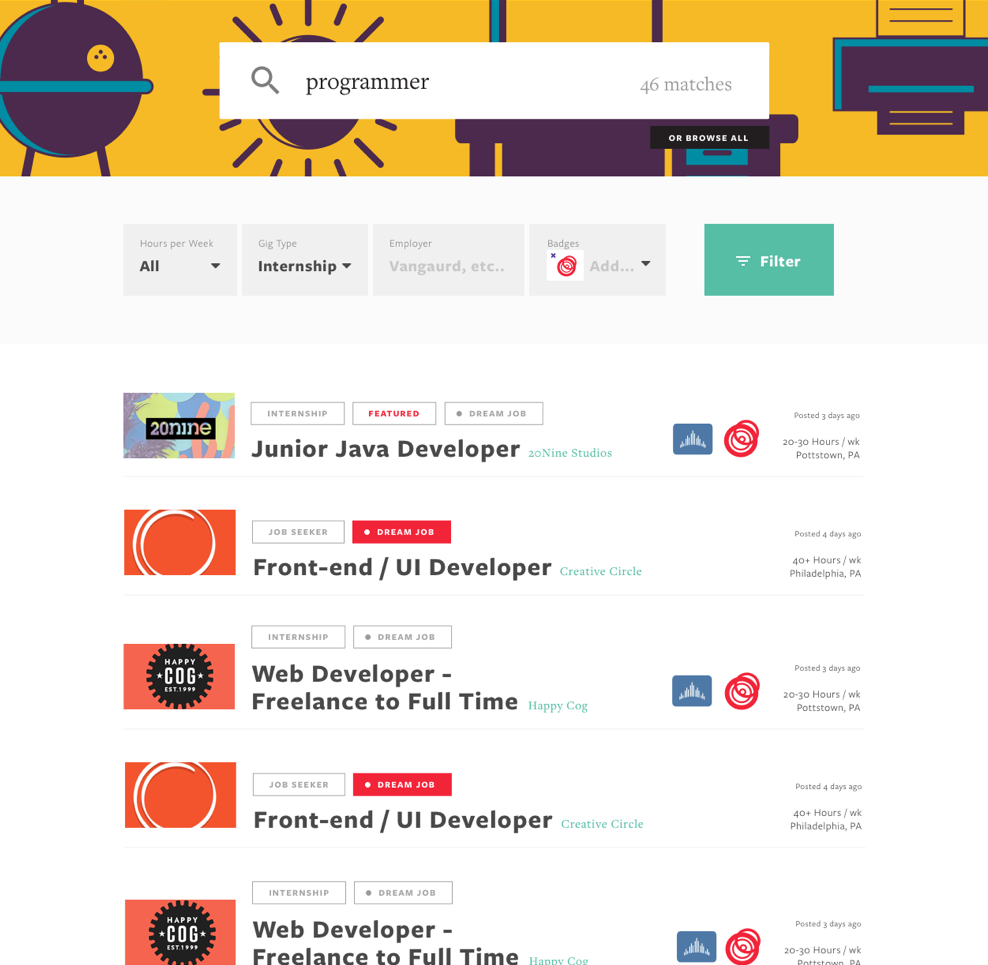 programmer
46 matches
OR BROWSE ALL
Hours per Week
All
Gig Type
Internship
Employer
Vangaurd, etc..
Badges
x
Add...
Filter
20nine
INTERNSHIP
FEATURED
DREAM JOB
Junior Java Developer 20Nine Studios
Posted 3 days ago
20-30 Hours / wk
Pottstown, PA
JOB SEEKER
DREAM JOB
Front-end / UI Developer Creative Circle
Posted 4 days ago
40+ Hours / wk
Philadelphia, PA
HAPPY
COG
EST.1999
INTERNSHIP
DREAM JOB
Web Developer -
Freelance to Full Time Happy Cog
Posted 3 days ago
20-30 Hours / wk
Pottstown, PA
JOB SEEKER
DREAM JOB
Front-end / UI Developer Creative Circle
Posted 4 days ago
40+ Hours / wk
Philadelphia, PA
HAPPY
COG
EST.1999
INTERNSHIP
DREAM JOB
Web Developer -
Freelance to Full Time Happy Cog
Posted 3 days ago
20-30 Hours / wk
Pottstown, PA